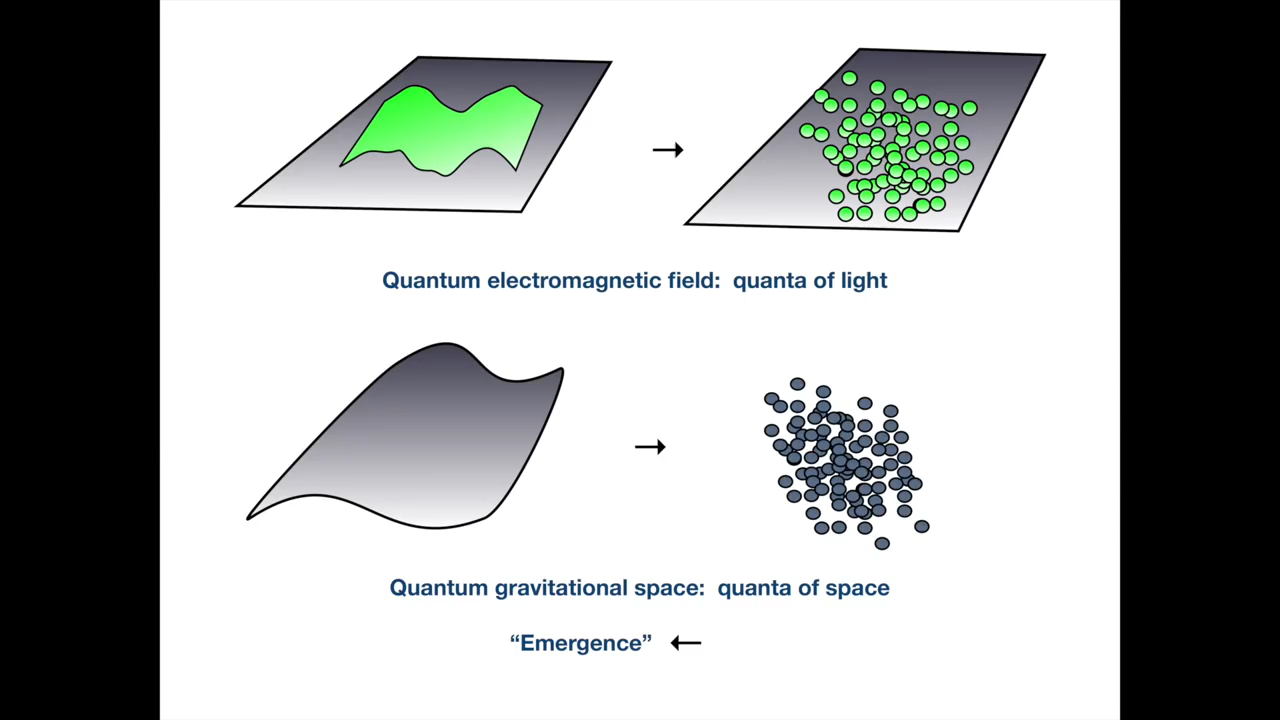 Quantum electromagnetic field:  quanta of light
Quantum gravitational space:  quanta of space
“Emergence” ←